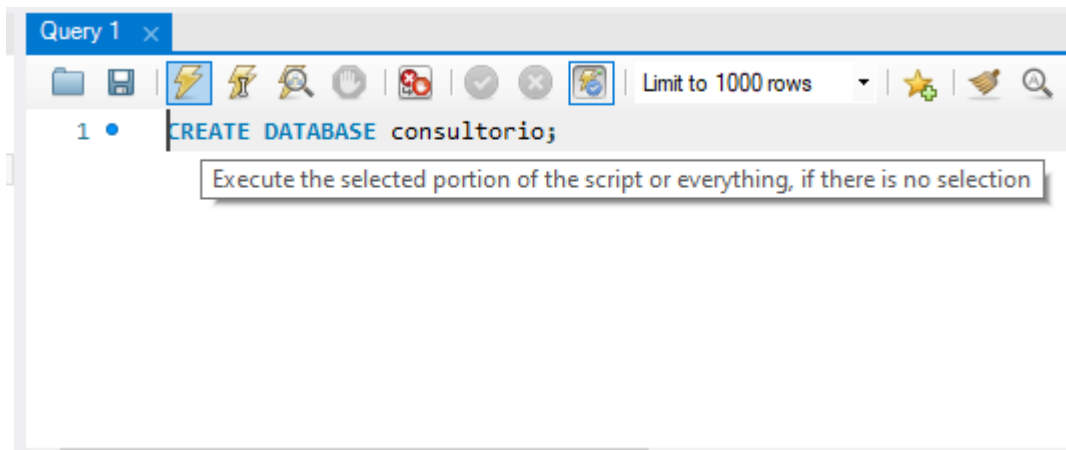 Query 1
Limit to 1000 rows
1 CREATE DATABASE consultorio;
Execute the selected portion of the script or everything, if there is no selection